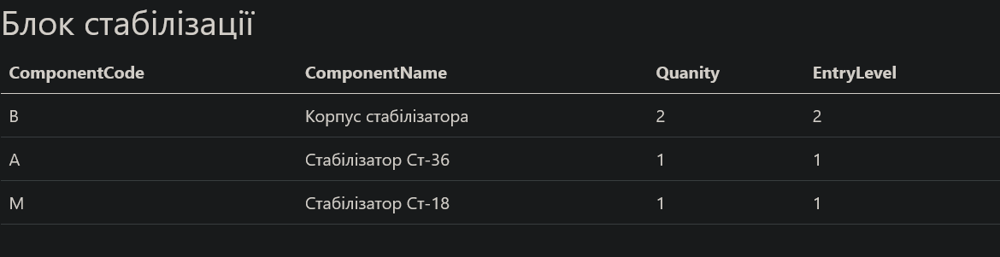 Блок стабілізації
ComponentCode ComponentName Quanity EntryLevel
B Корпус стабілізатора 2 2
A Стабілізатор Ст-36 1 1
M Стабілізатор Ст-18 1 1